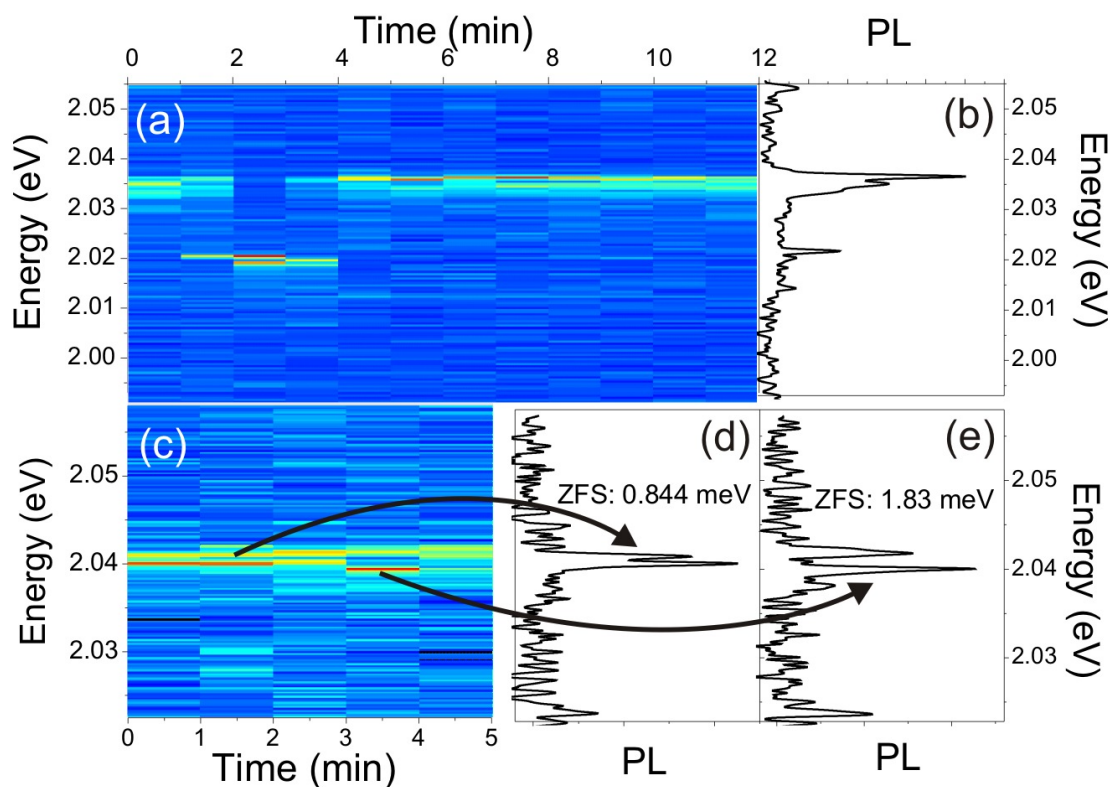 Time (min)
PL
0 2 4 6 8 10 12
(a)
(b)
Energy (eV)
2.05
2.04
2.03
2.02
2.01
2.00
2.05
2.04
2.03
2.02
2.01
2.00
Energy (eV)
(c)
(d)
(e)
Energy (eV)
2.05
2.04
2.03
ZFS: 0.844 meV
ZFS: 1.83 meV
2.05
2.04
2.03
Energy (eV)
0 1 2 3 4 5
Time (min)
PL
PL